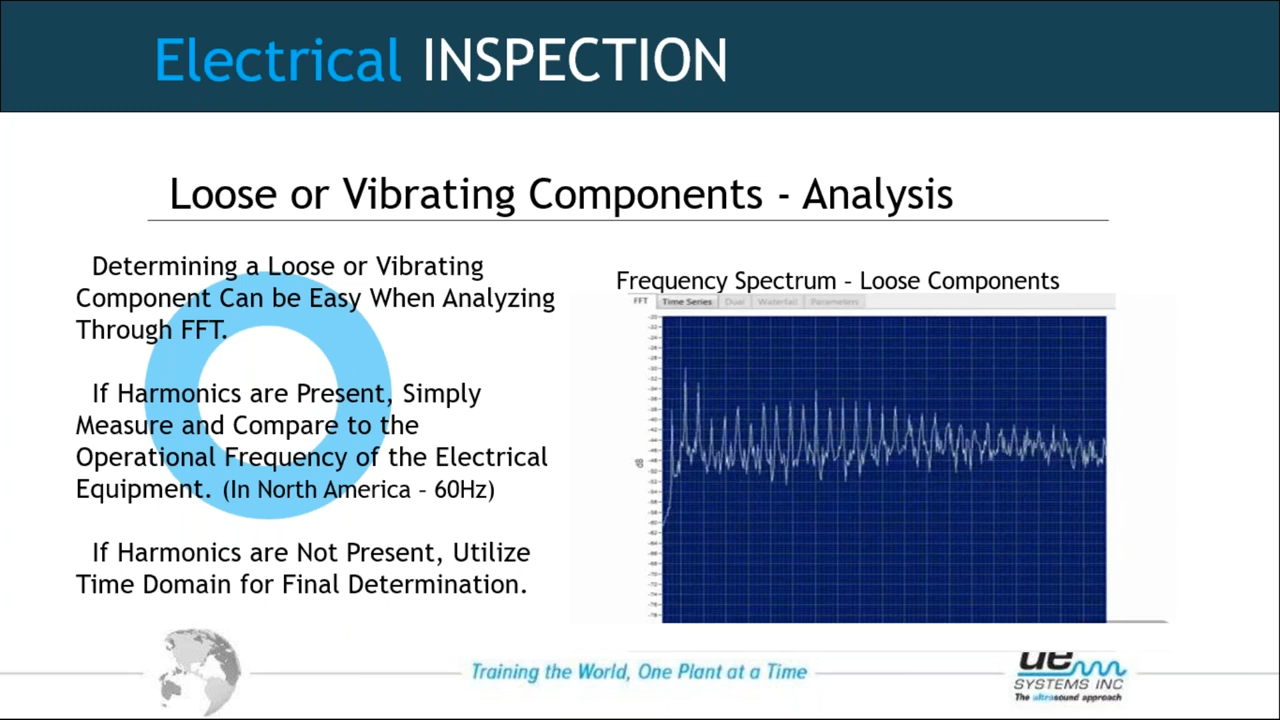 Electrical INSPECTION
Loose or Vibrating Components - Analysis
Determining a Loose or Vibrating
Component Can be Easy When Analyzing
Through FFT.
If Harmonics are Present, Simply
Measure and Compare to the
Operational Frequency of the Electrical
Equipment. (In North America – 60Hz)
If Harmonics are Not Present, Utilize
Time Domain for Final Determination.
Frequency Spectrum – Loose Components
FFT Time Series Dual Waterfall Parameters
dB
Training the World, One Plant at a Time
ue
SYSTEMS INC
The ultrasound approach